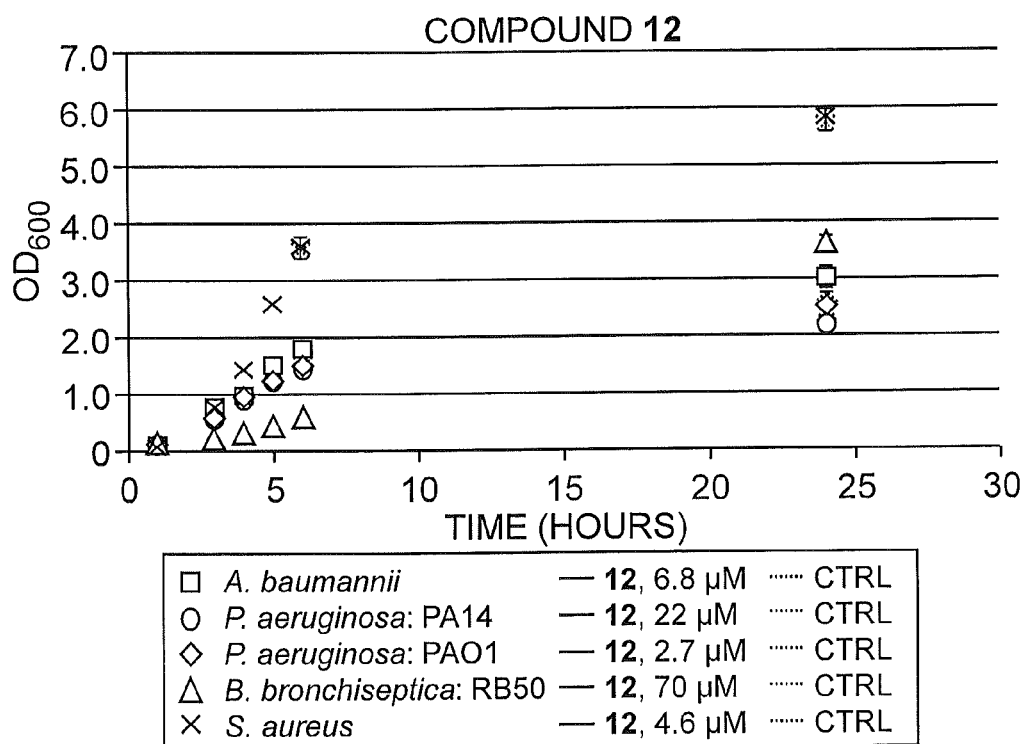 COMPOUND 12
7.0
6.0
5.0
4.0
3.0
2.0
1.0
0
OD600
0 5 10 15 20 25 30
TIME (HOURS)
A. baumannii — 12, 6.8 µM ····· CTRL
P. aeruginosa: PA14 — 12, 22 µM ····· CTRL
P. aeruginosa: PAO1 — 12, 2.7 µM ····· CTRL
B. bronchiseptica: RB50 — 12, 70 µM ····· CTRL
S. aureus — 12, 4.6 µM ····· CTRL